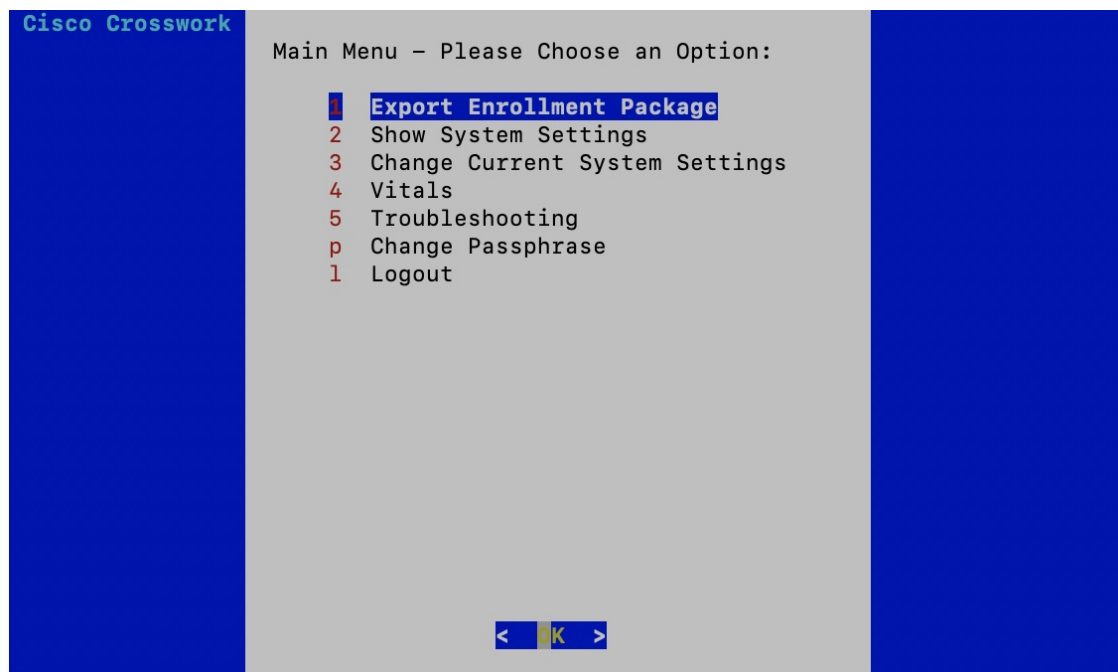 Cisco Crosswork
Main Menu – Please Choose an Option:
1 Export Enrollment Package
2 Show System Settings
3 Change Current System Settings
4 Vitals
5 Troubleshooting
p Change Passphrase
l Logout
< OK >